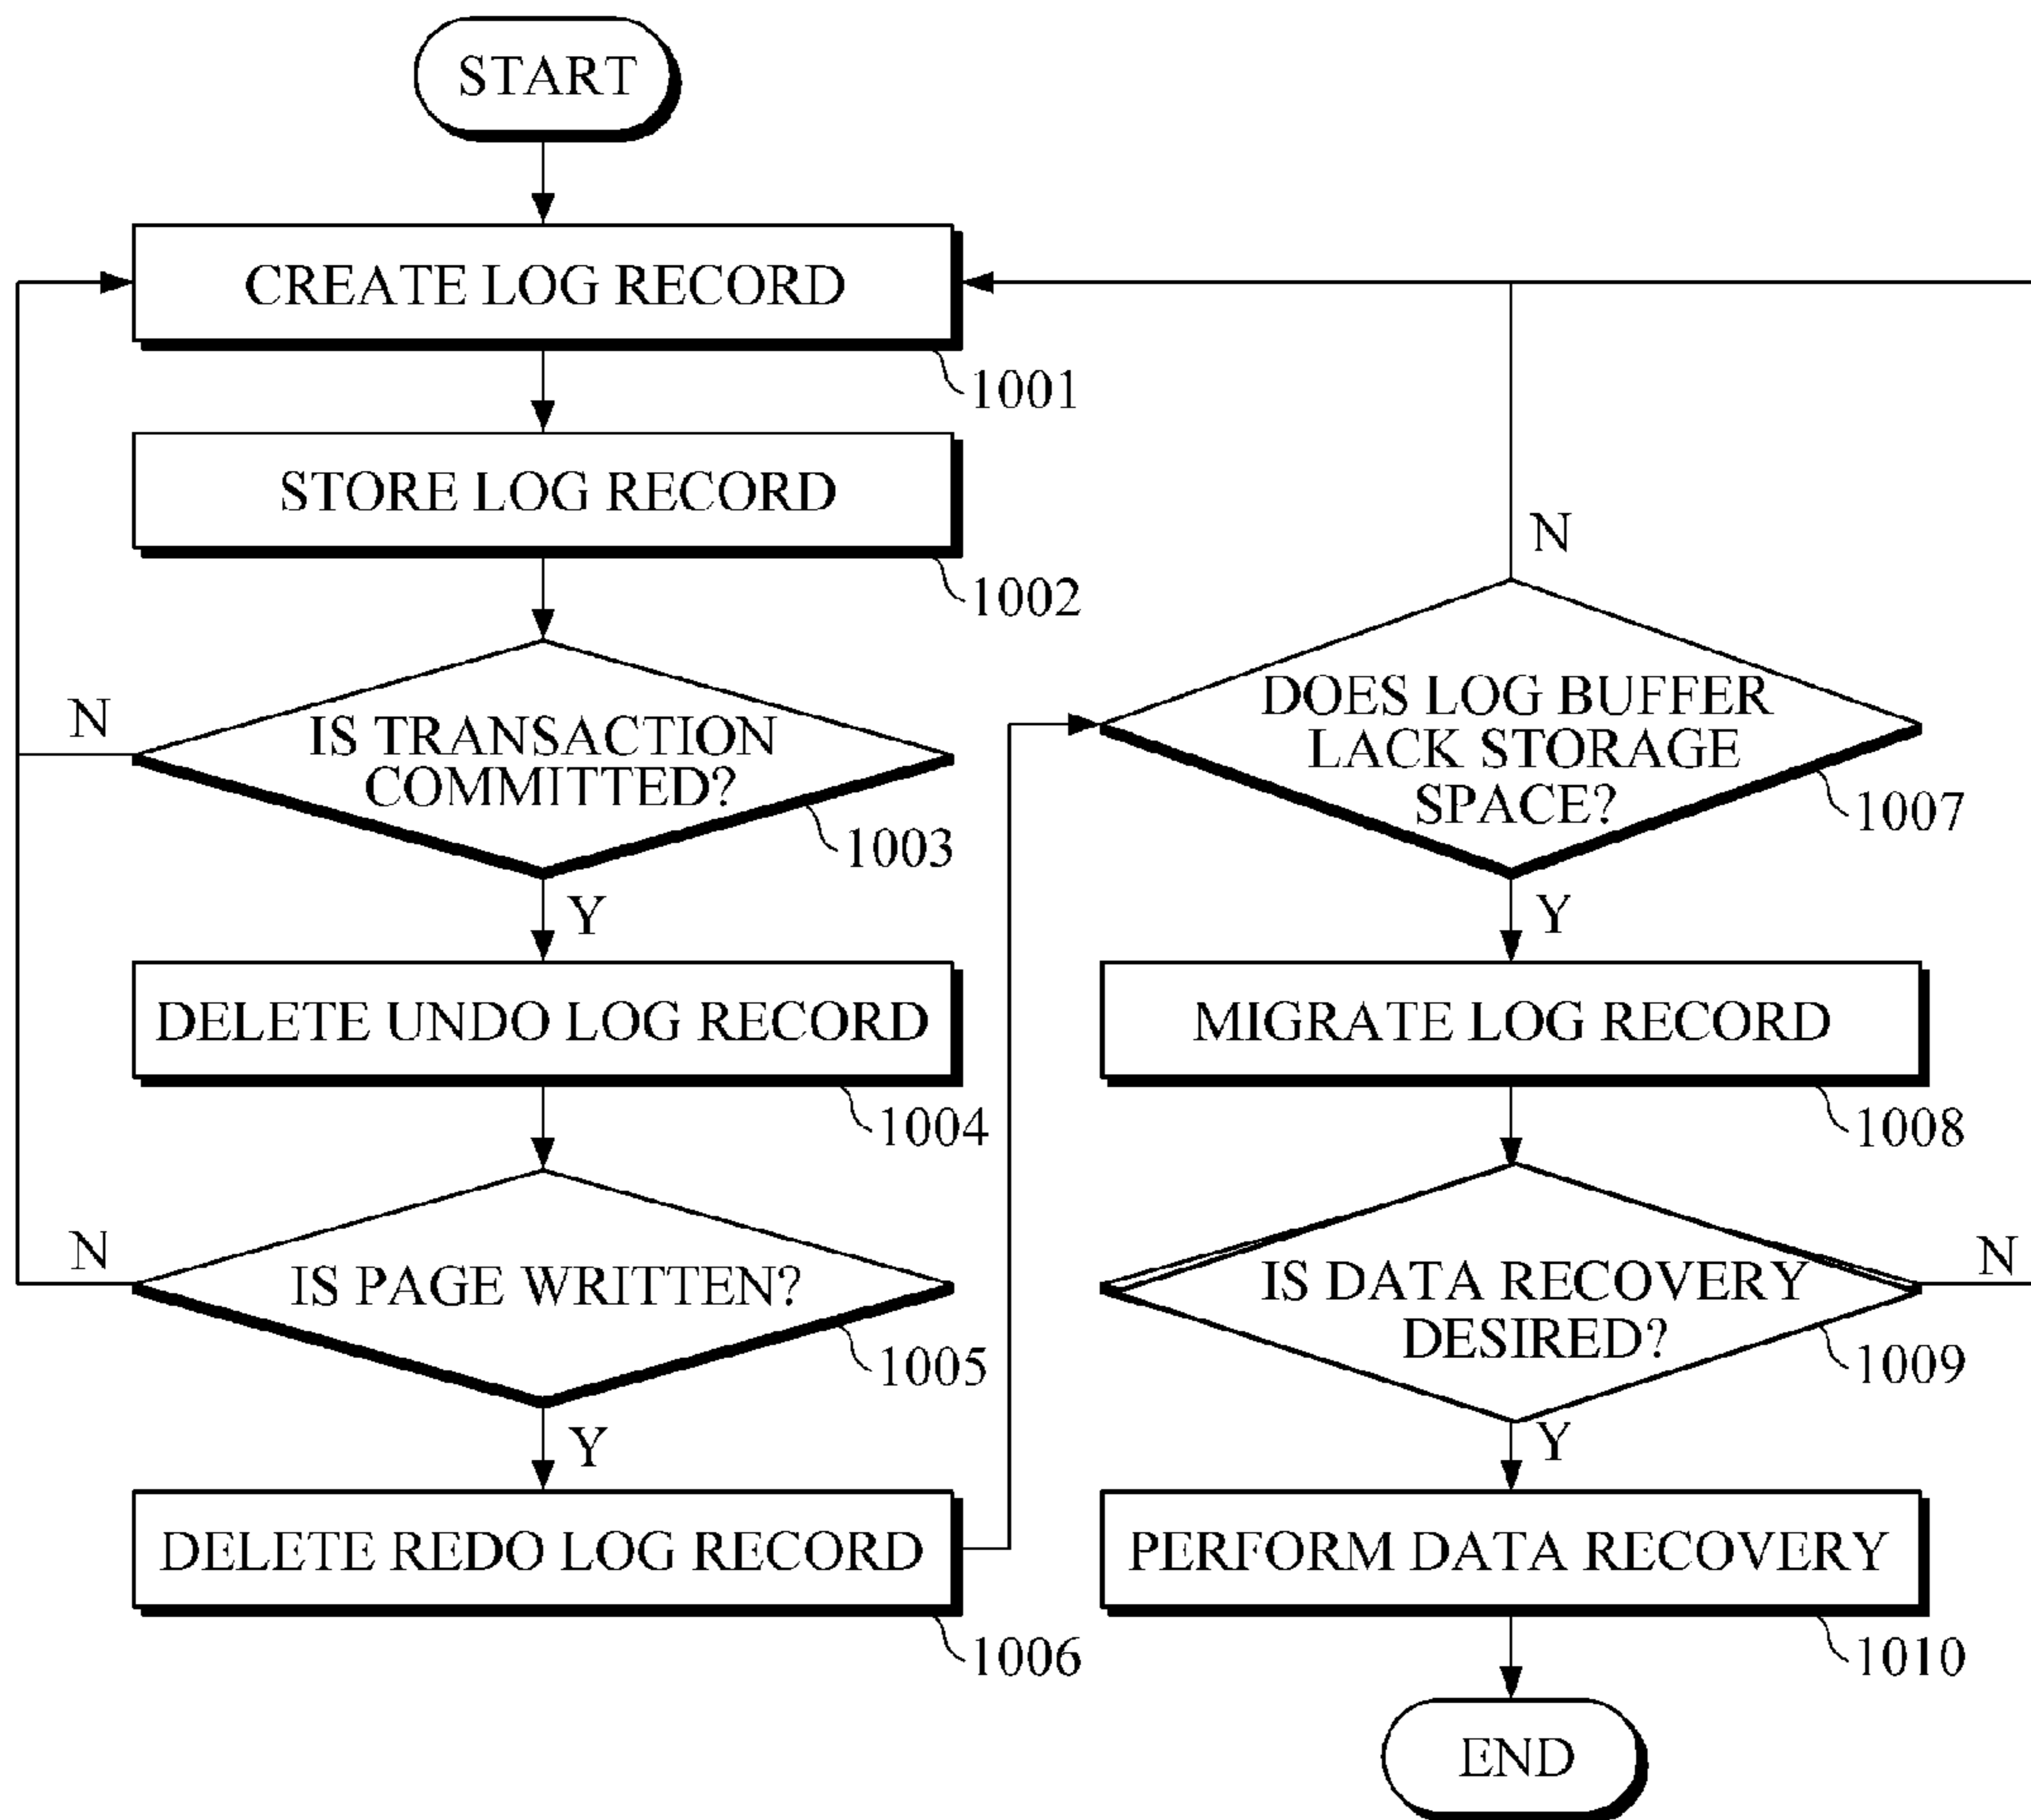 START
CREATE LOG RECORD
1001
STORE LOG RECORD
1002
IS TRANSACTION
COMMITTED?
N
1003
Y
DELETE UNDO LOG RECORD
1004
IS PAGE WRITTEN?
N
1005
Y
DELETE REDO LOG RECORD
1006
N
DOES LOG BUFFER
LACK STORAGE
SPACE?
1007
Y
MIGRATE LOG RECORD
1008
IS DATA RECOVERY
DESIRED?
N
1009
Y
PERFORM DATA RECOVERY
1010
END